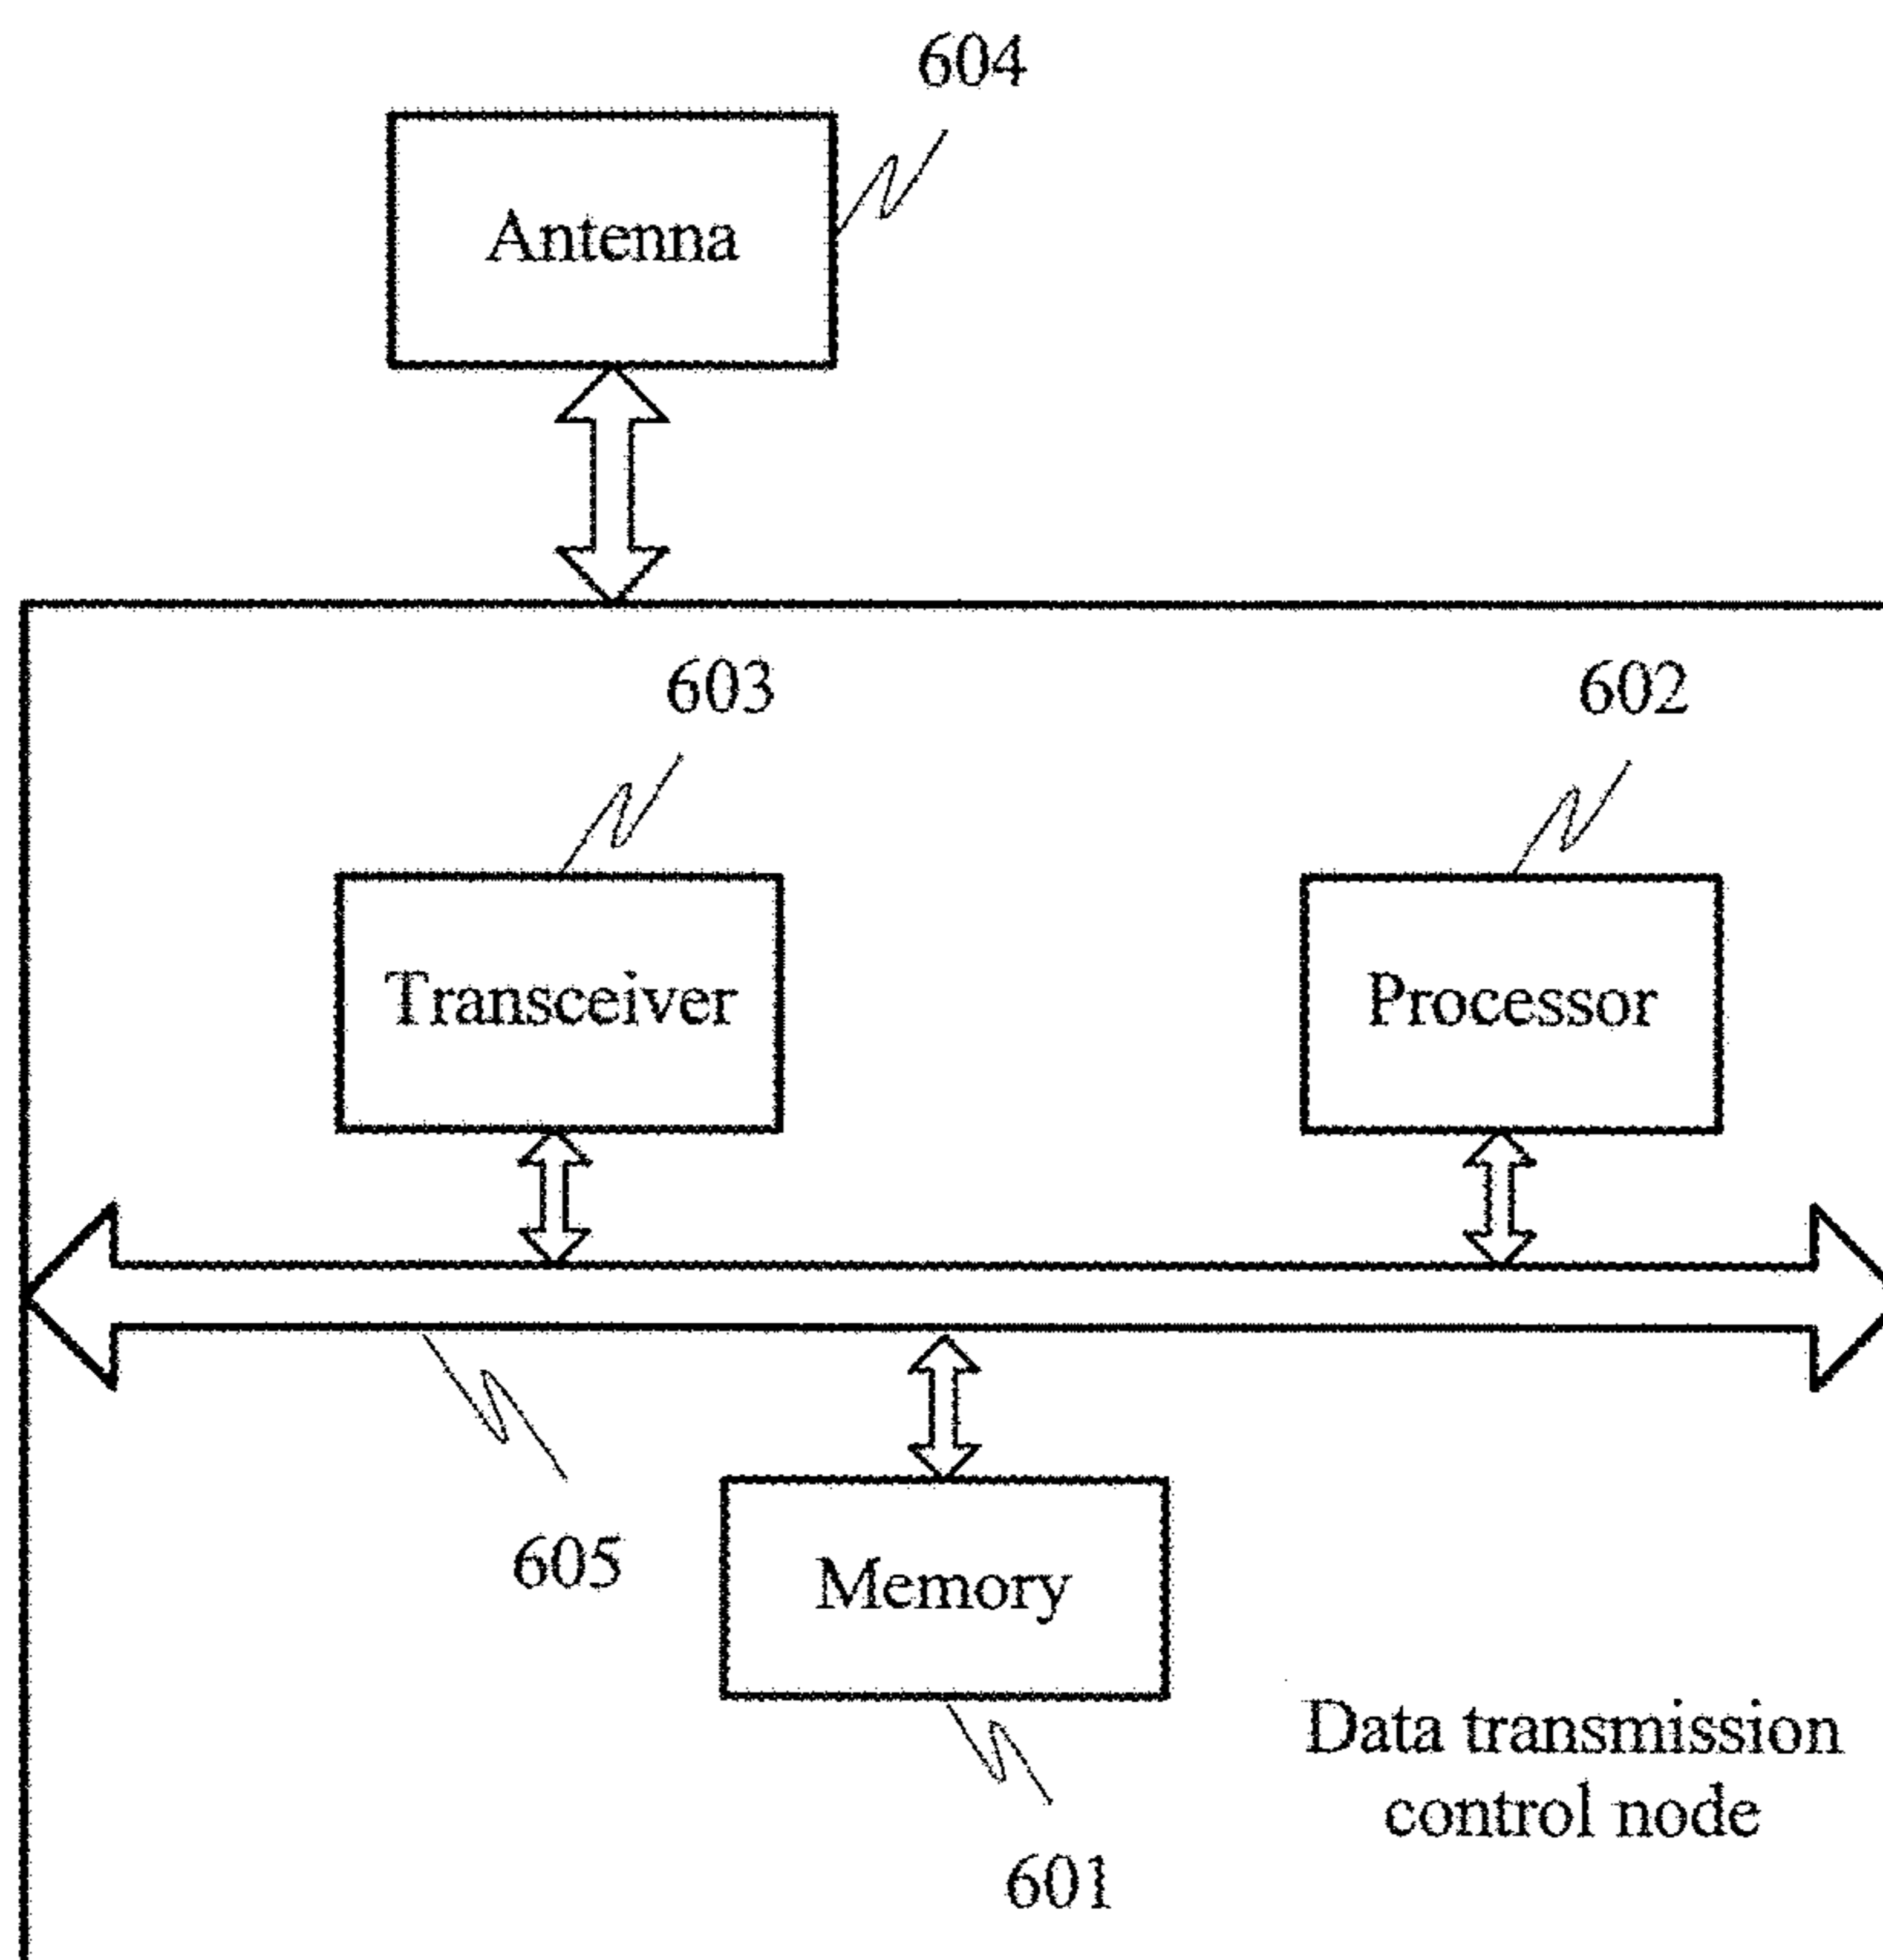 604
Antenna
603
602
Transceiver
Processor
605
Memory
Data transmission
control node
601